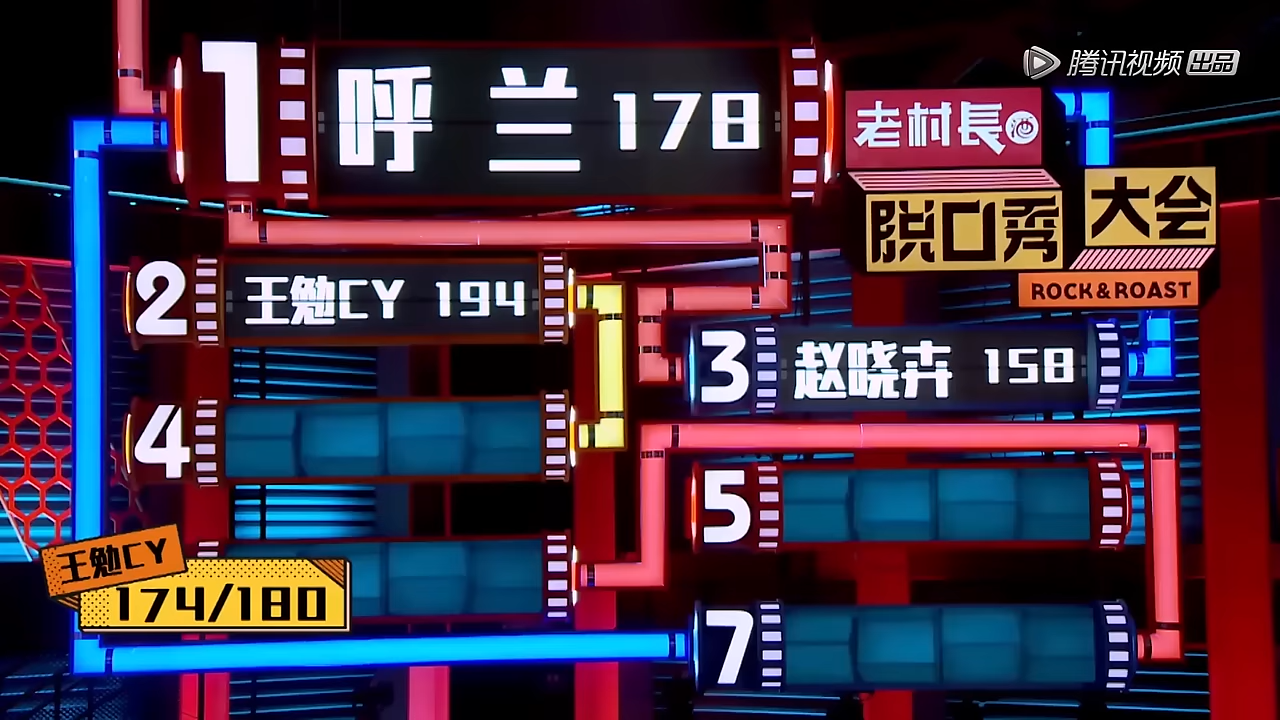 腾讯视频 出品
1 呼兰 178
老村長酒
脱口秀大会
ROCK&ROAST
2 王勉CY 194
3 赵晓卉 158
4
5
王勉CY
174/180
7